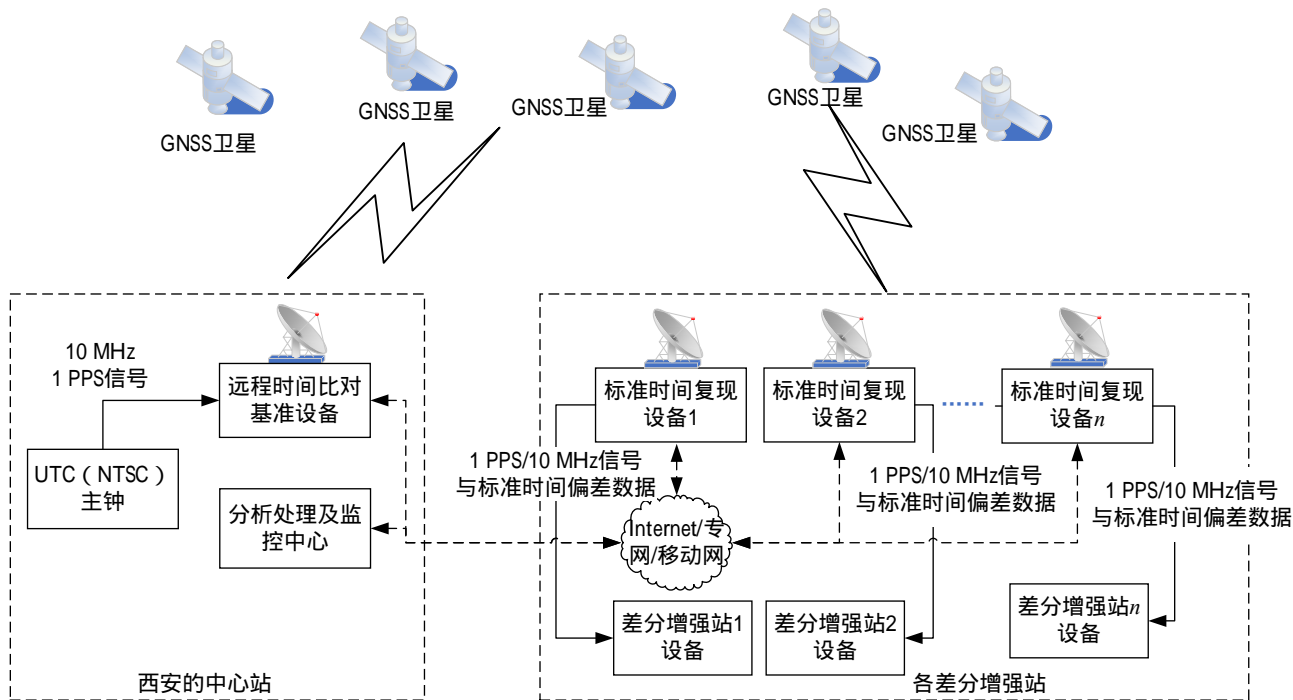 GNSS卫星
GNSS卫星
GNSS卫星
GNSS卫星
GNSS卫星
10 MHz
1 PPS信号
远程时间比对
基准设备
UTC（NTSC）
主钟
分析处理及监
控中心
西安的中心站
标准时间复现
设备1
标准时间复现
设备2
······
标准时间复现
设备n
1 PPS/10 MHz信号
与标准时间偏差数据
1 PPS/10 MHz信号
与标准时间偏差数据
1 PPS/10 MHz信号
与标准时间偏差数据
Internet/专
网/移动网
差分增强站1
设备
差分增强站2
设备
差分增强站n
设备
各差分增强站